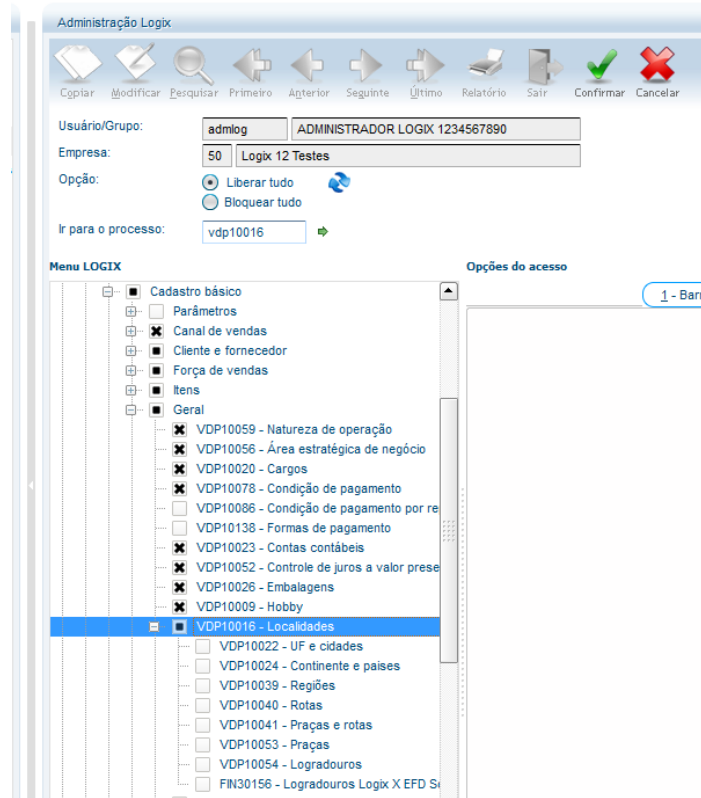 Administração Logix
Copiar Modificar Pesquisar Primeiro Anterior Seguinte Último Relatório Sair Confirmar Cancelar
Usuário/Grupo: admlog ADMINISTRADOR LOGIX 1234567890
Empresa: 50 Logix 12 Testes
Opção: Liberar tudo
Bloquear tudo
Ir para o processo: vdp10016
Menu LOGIX Opções do acesso
1 - Barr
Cadastro básico
Parâmetros
Canal de vendas
Cliente e fornecedor
Força de vendas
Itens
Geral
VDP10059 - Natureza de operação
VDP10056 - Área estratégica de negócio
VDP10020 - Cargos
VDP10078 - Condição de pagamento
VDP10086 - Condição de pagamento por re
VDP10138 - Formas de pagamento
VDP10023 - Contas contábeis
VDP10052 - Controle de juros a valor prese
VDP10026 - Embalagens
VDP10009 - Hobby
VDP10016 - Localidades
VDP10022 - UF e cidades
VDP10024 - Continente e paises
VDP10039 - Regiões
VDP10040 - Rotas
VDP10041 - Praças e rotas
VDP10053 - Praças
VDP10054 - Logradouros
FIN30156 - Logradouros Logix X EFD S